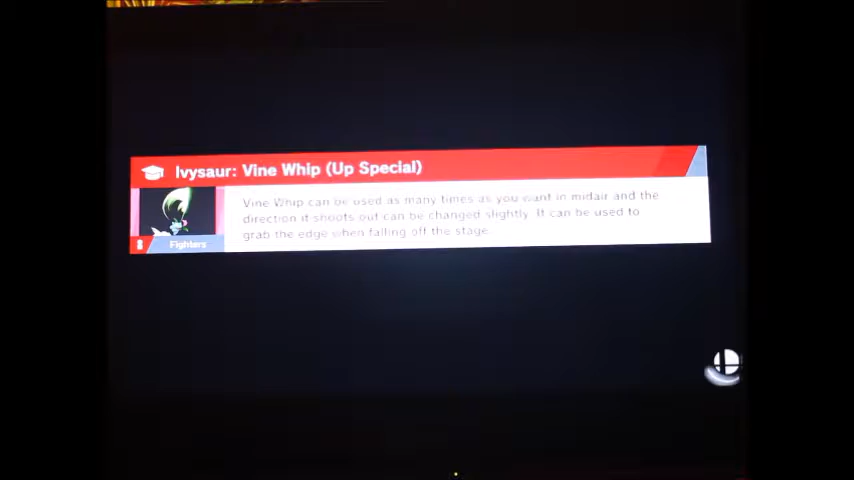 Ivysaur: Vine Whip (Up Special)
Vine Whip can be used as many times as you want in midair and the
direction it shoots out can be changed slightly. It can be used to
grab the edge when falling off the stage.
8
Fighters